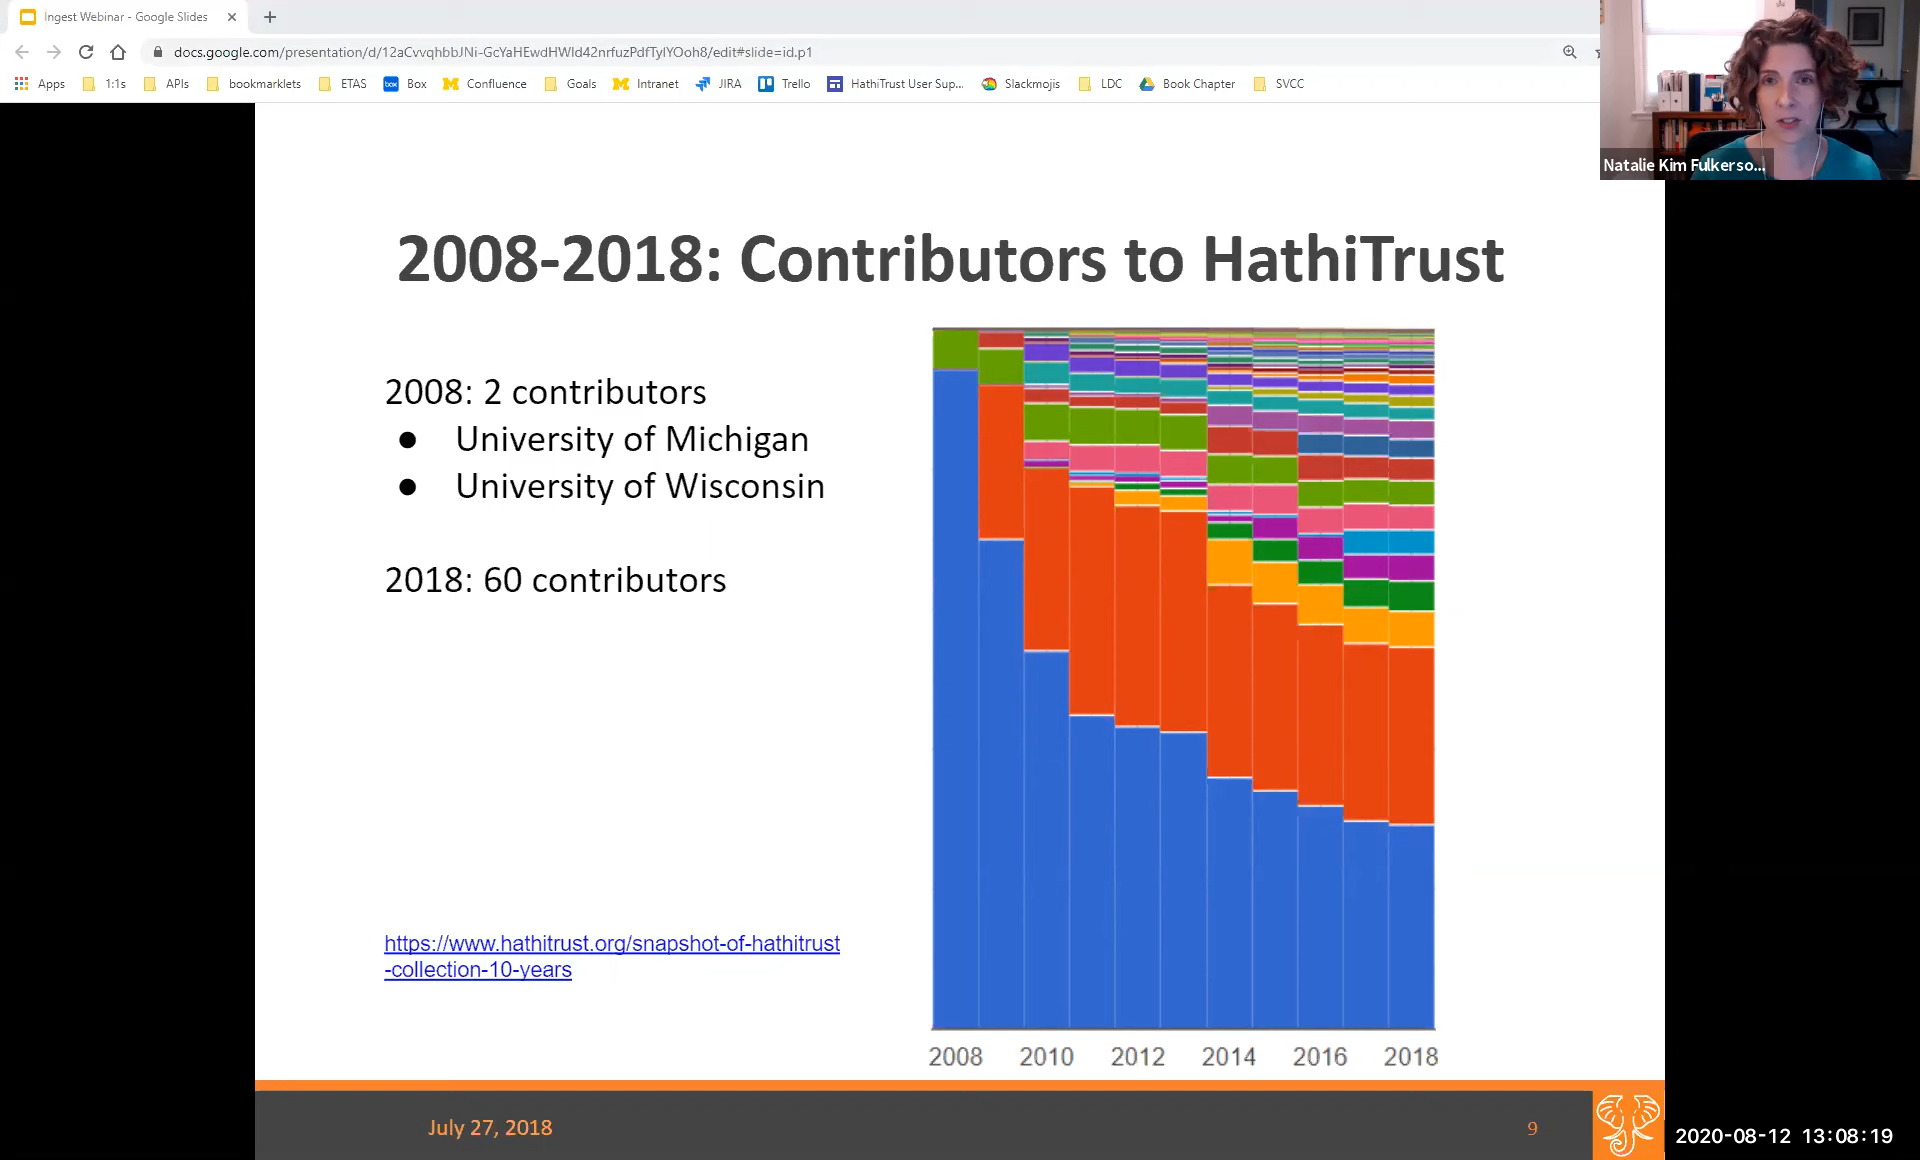 Ingest Webinar - Google Slides
docs.google.com/presentation/d/12aCvvqhbbJNi-GcYaHEwdHWld42nrfuzPdfTylYOoh8/edit#slide=id.p1
Apps 1:1s APIs bookmarklets ETAS Box Confluence Goals Intranet JIRA Trello HathiTrust User Sup... Slackmojis LDC Book Chapter SVCC
Natalie Kim Fulkerso...
2008-2018: Contributors to HathiTrust
2008: 2 contributors
● University of Michigan
● University of Wisconsin
2018: 60 contributors
https://www.hathitrust.org/snapshot-of-hathitrust
-collection-10-years
2008 2010 2012 2014 2016 2018
July 27, 2018
9
2020-08-12 13:08:19